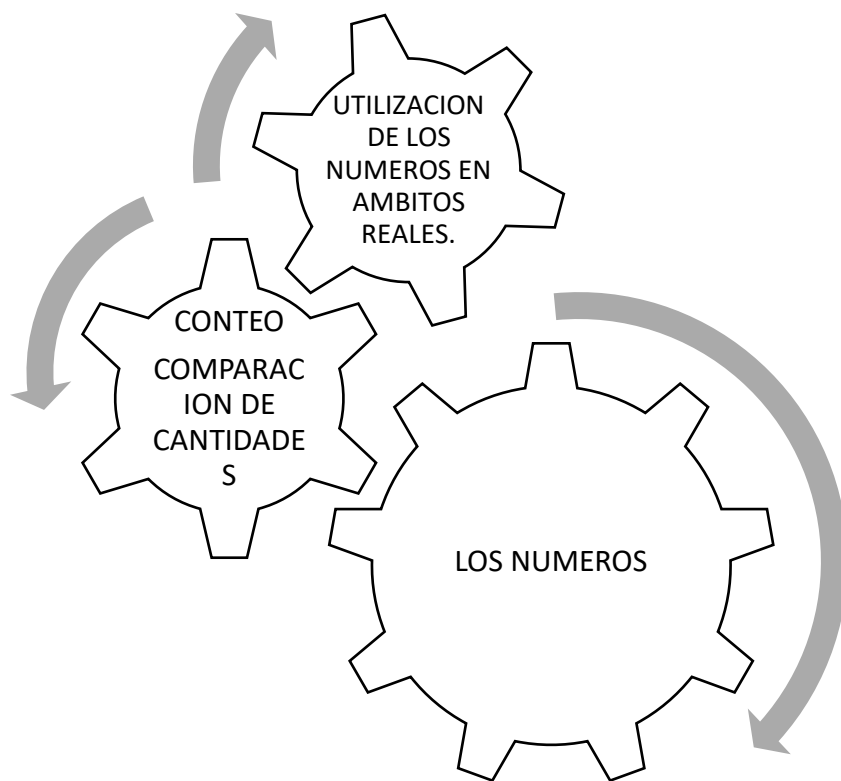 UTILIZACION
DE LOS
NUMEROS EN
AMBITOS
REALES.
CONTEO
COMPARAC
ION DE
CANTIDADE
S
LOS NUMEROS